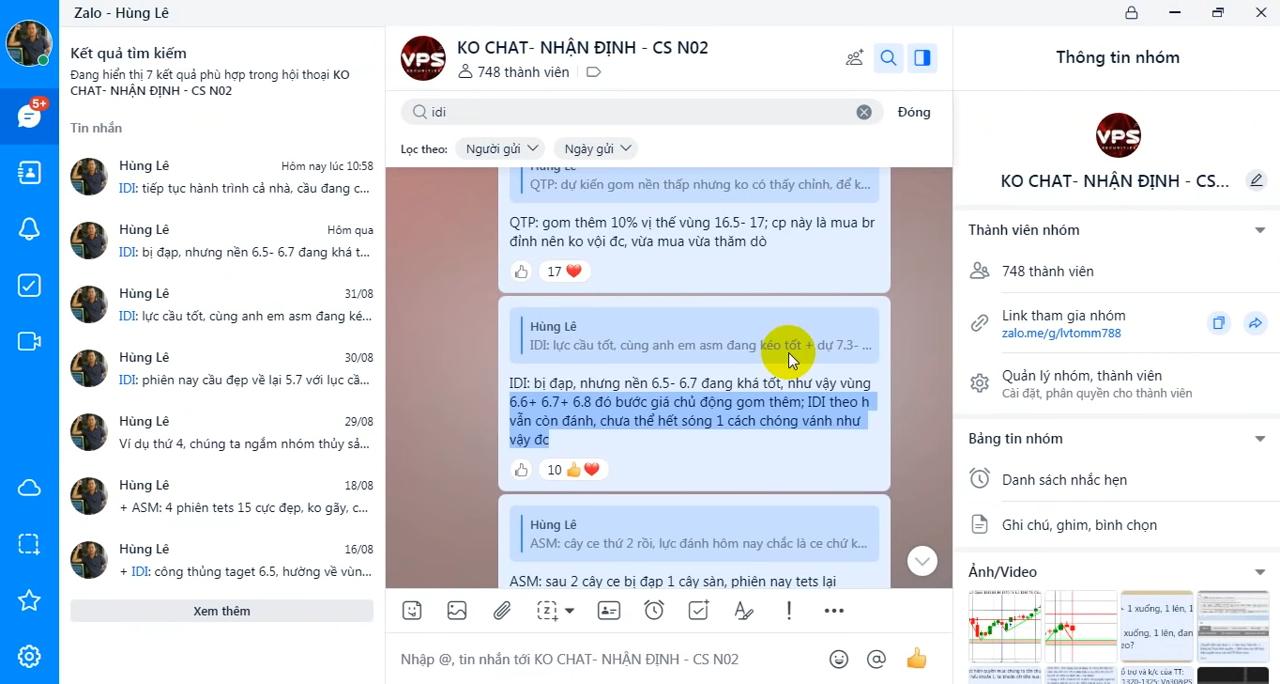 Zalo - Hùng Lê
5+
Kết quả tìm kiếm
Đang hiển thị 7 kết quả phù hợp trong hội thoại KO
CHAT- NHẬN ĐỊNH - CS N02
Tin nhắn
Hùng Lê
Hôm nay lúc 10:58
IDI: tiếp tục hành trình cả nhà, cầu đang c...
Hùng Lê
Hôm qua
IDI: bị đạp, nhưng nền 6.5- 6.7 đang khá t...
Hùng Lê
31/08
IDI: lực cầu tốt, cùng anh em asm đang ké...
Hùng Lê
30/08
IDI: phiên nay cầu đẹp về lại 5.7 với lục cầ...
Hùng Lê
29/08
Ví dụ thứ 4, chúng ta ngắm nhóm thủy sả...
Hùng Lê
18/08
+ ASM: 4 phiên tets 15 cực đẹp, ko gãy, c...
Hùng Lê
16/08
+ IDI: công thủng taget 6.5, hướng về vùn...
Xem thêm
VPS
SECURITIES
KO CHAT- NHẬN ĐỊNH - CS N02
748 thành viên
idi
Đóng
Lọc theo:
Người gửi
Ngày gửi
Hùng Lê
QTP: dự kiến gom nền thấp nhưng ko có thấy chỉnh, để k...
QTP: gom thêm 10% vị thế vùng 16.5- 17; cp này là mua br
đỉnh nên ko vội đc, vừa mua vừa thăm dò
17
Hùng Lê
IDI: lực cầu tốt, cùng anh em asm đang kéo tốt + dự 7.3- ...
IDI: bị đạp, nhưng nền 6.5- 6.7 đang khá tốt, như vậy vùng
6.6+ 6.7+ 6.8 đó bước giá chủ động gom thêm; IDI theo h
vẫn còn đánh, chưa thể hết sóng 1 cách chóng vánh như
vậy đc
10
Hùng Lê
ASM: cây ce thứ 2 rồi, lực đánh hôm nay chắc là ce chứ k...
ASM: sau 2 cây ce bị đạp 1 cây sàn, phiên nay tets lại
Nhập @, tin nhắn tới KO CHAT- NHẬN ĐỊNH - CS N02
Thông tin nhóm
VPS
SECURITIES
KO CHAT- NHẬN ĐỊNH - CS...
Thành viên nhóm
748 thành viên
Link tham gia nhóm
zalo.me/g/lvtomm788
Quản lý nhóm, thành viên
Cài đặt, phân quyền cho thành viên
Bảng tin nhóm
Danh sách nhắc hẹn
Ghi chú, ghim, bình chọn
Ảnh/Video
- 1 xuống, 1 lên, 1
xuống, 1 lên, đan
eo?